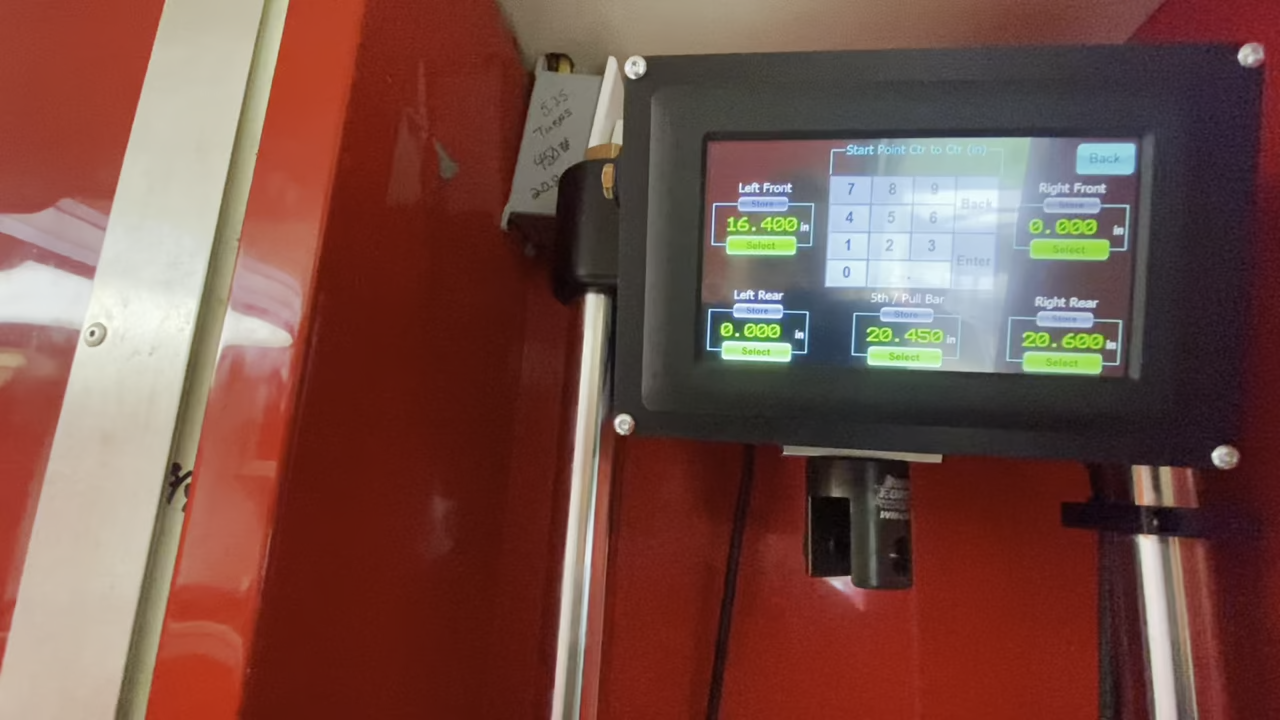 5.25
Tubes
450#
Start Point Ctr to Ctr (in)
Back
Left Front
Store
16.400 in
Select
7 8 9
Back
4 5 6
1 2 3
Enter
0 .
Right Front
Store
0.000 in
Select
Left Rear
Store
0.000 in
Select
5th / Pull Bar
Store
20.450 in
Select
Right Rear
Store
20.600 in
Select